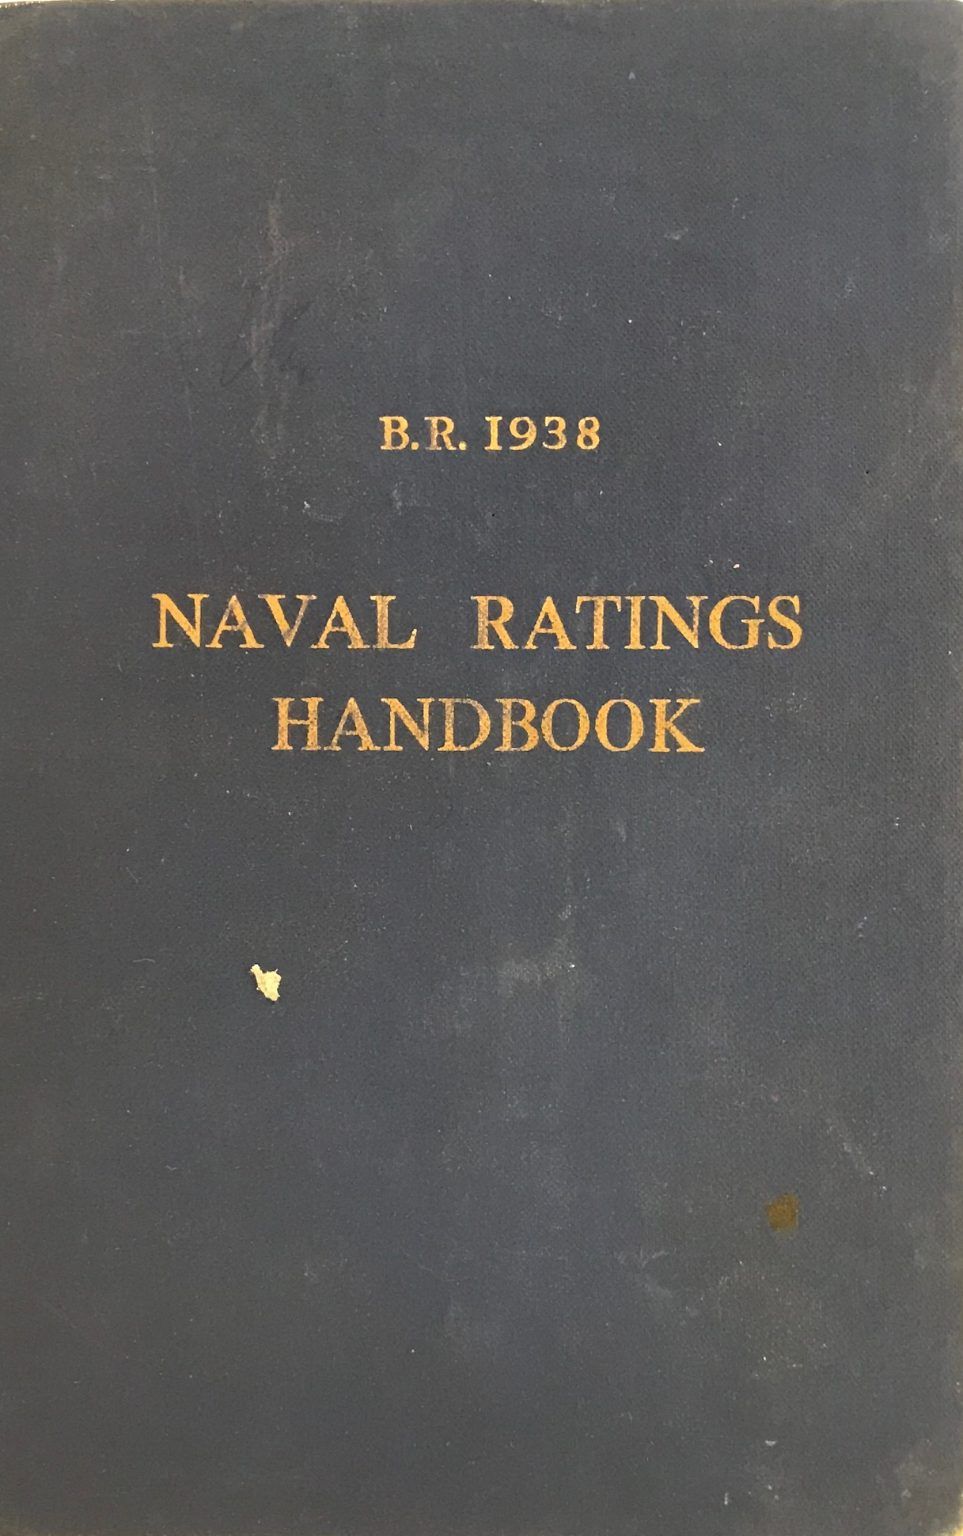 B.R. 1938
NAVAL RATINGS
HANDBOOK